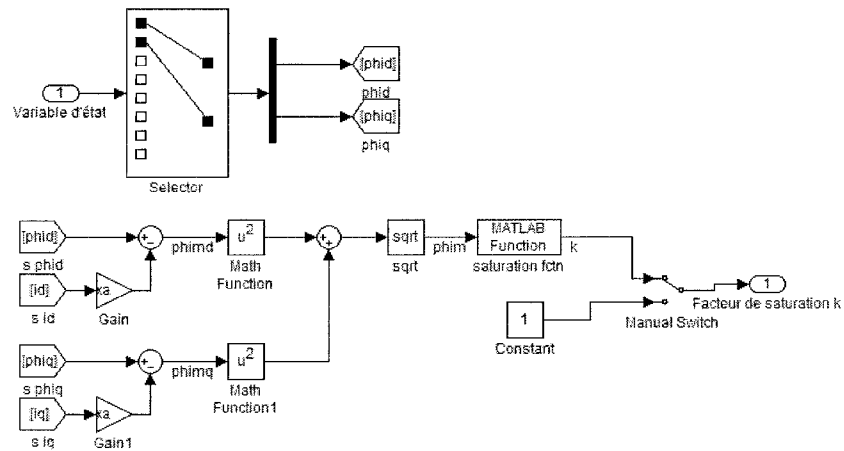 1
Variable d'état
Selector
[phid]
phid
[phiq]
phiq
[phid]
s phid
+
−
phimd
u²
Math
Function
+
+
sqrt
sqrt
phim
MATLAB
Function
saturation fctn
k
[id]
s id
xa
Gain
1
Constant
Manual Switch
1
Facteur de saturation k
[phiq]
s phiq
+
−
phimq
u²
Math
Function1
[iq]
s iq
xa
Gain1